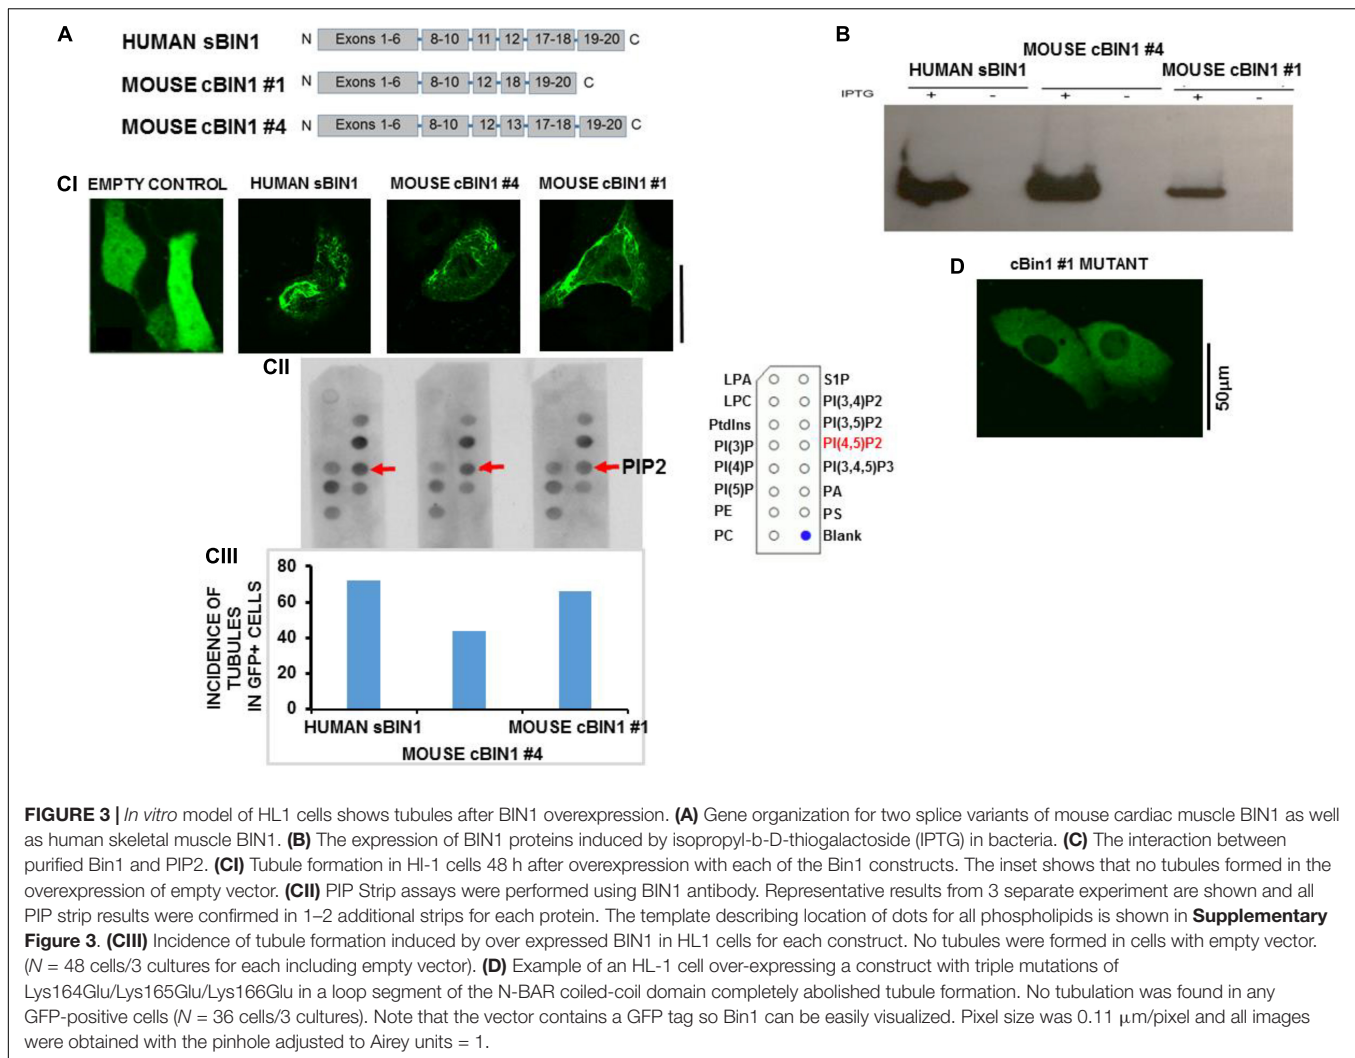 A
HUMAN sBIN1 N Exons 1-6 8-10 11 12 17-18 19-20 C
MOUSE cBIN1 #1 N Exons 1-6 8-10 12 18 19-20 C
MOUSE cBIN1 #4 N Exons 1-6 8-10 12 13 17-18 19-20 C
B
MOUSE cBIN1 #4
HUMAN sBIN1 MOUSE cBIN1 #1
IPTG + - + - + -
CI EMPTY CONTROL HUMAN sBIN1 MOUSE cBIN1 #4 MOUSE cBIN1 #1
D
cBin1 #1 MUTANT
50µm
CII
PIP2
LPA S1P
LPC PI(3,4)P2
PtdIns PI(3,5)P2
PI(3)P PI(4,5)P2
PI(4)P PI(3,4,5)P3
PI(5)P PA
PE PS
PC Blank
CIII
INCIDENCE OF
TUBULES
IN GFP+ CELLS
80
60
40
20
0
HUMAN sBIN1 MOUSE cBIN1 #1
MOUSE cBIN1 #4
FIGURE 3 | In vitro model of HL1 cells shows tubules after BIN1 overexpression. (A) Gene organization for two splice variants of mouse cardiac muscle BIN1 as well
as human skeletal muscle BIN1. (B) The expression of BIN1 proteins induced by isopropyl-b-D-thiogalactoside (IPTG) in bacteria. (C) The interaction between
purified Bin1 and PIP2. (CI) Tubule formation in Hl-1 cells 48 h after overexpression with each of the Bin1 constructs. The inset shows that no tubules formed in the
overexpression of empty vector. (CII) PIP Strip assays were performed using BIN1 antibody. Representative results from 3 separate experiment are shown and all
PIP strip results were confirmed in 1–2 additional strips for each protein. The template describing location of dots for all phospholipids is shown in Supplementary
Figure 3. (CIII) Incidence of tubule formation induced by over expressed BIN1 in HL1 cells for each construct. No tubules were formed in cells with empty vector.
(N = 48 cells/3 cultures for each including empty vector). (D) Example of an HL-1 cell over-expressing a construct with triple mutations of
Lys164Glu/Lys165Glu/Lys166Glu in a loop segment of the N-BAR coiled-coil domain completely abolished tubule formation. No tubulation was found in any
GFP-positive cells (N = 36 cells/3 cultures). Note that the vector contains a GFP tag so Bin1 can be easily visualized. Pixel size was 0.11 µm/pixel and all images
were obtained with the pinhole adjusted to Airey units = 1.